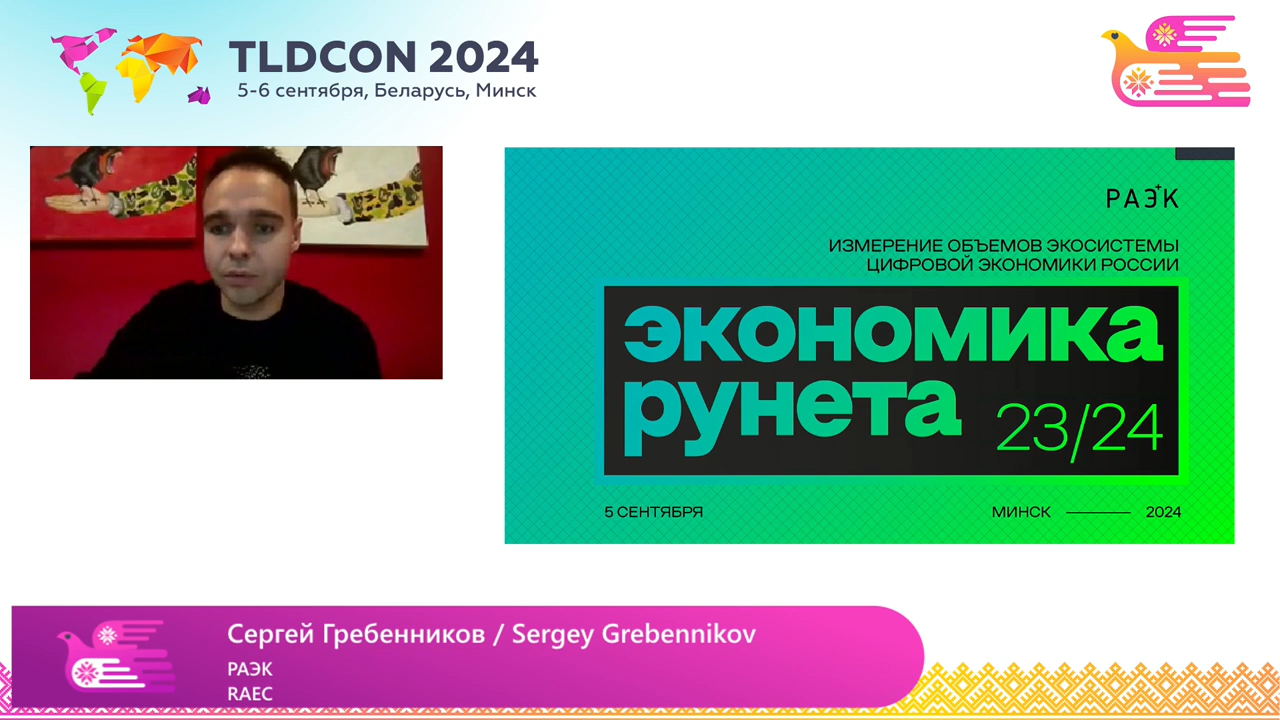 TLDCON 2024
5-6 сентября, Беларусь, Минск
РАЭК
ИЗМЕРЕНИЕ ОБЪЕМОВ ЭКОСИСТЕМЫ
ЦИФРОВОЙ ЭКОНОМИКИ РОССИИ
экономика
рунета
23/24
5 СЕНТЯБРЯ
МИНСК
2024
Сергей Гребенников / Sergey Grebennikov
РАЭК
RAEC